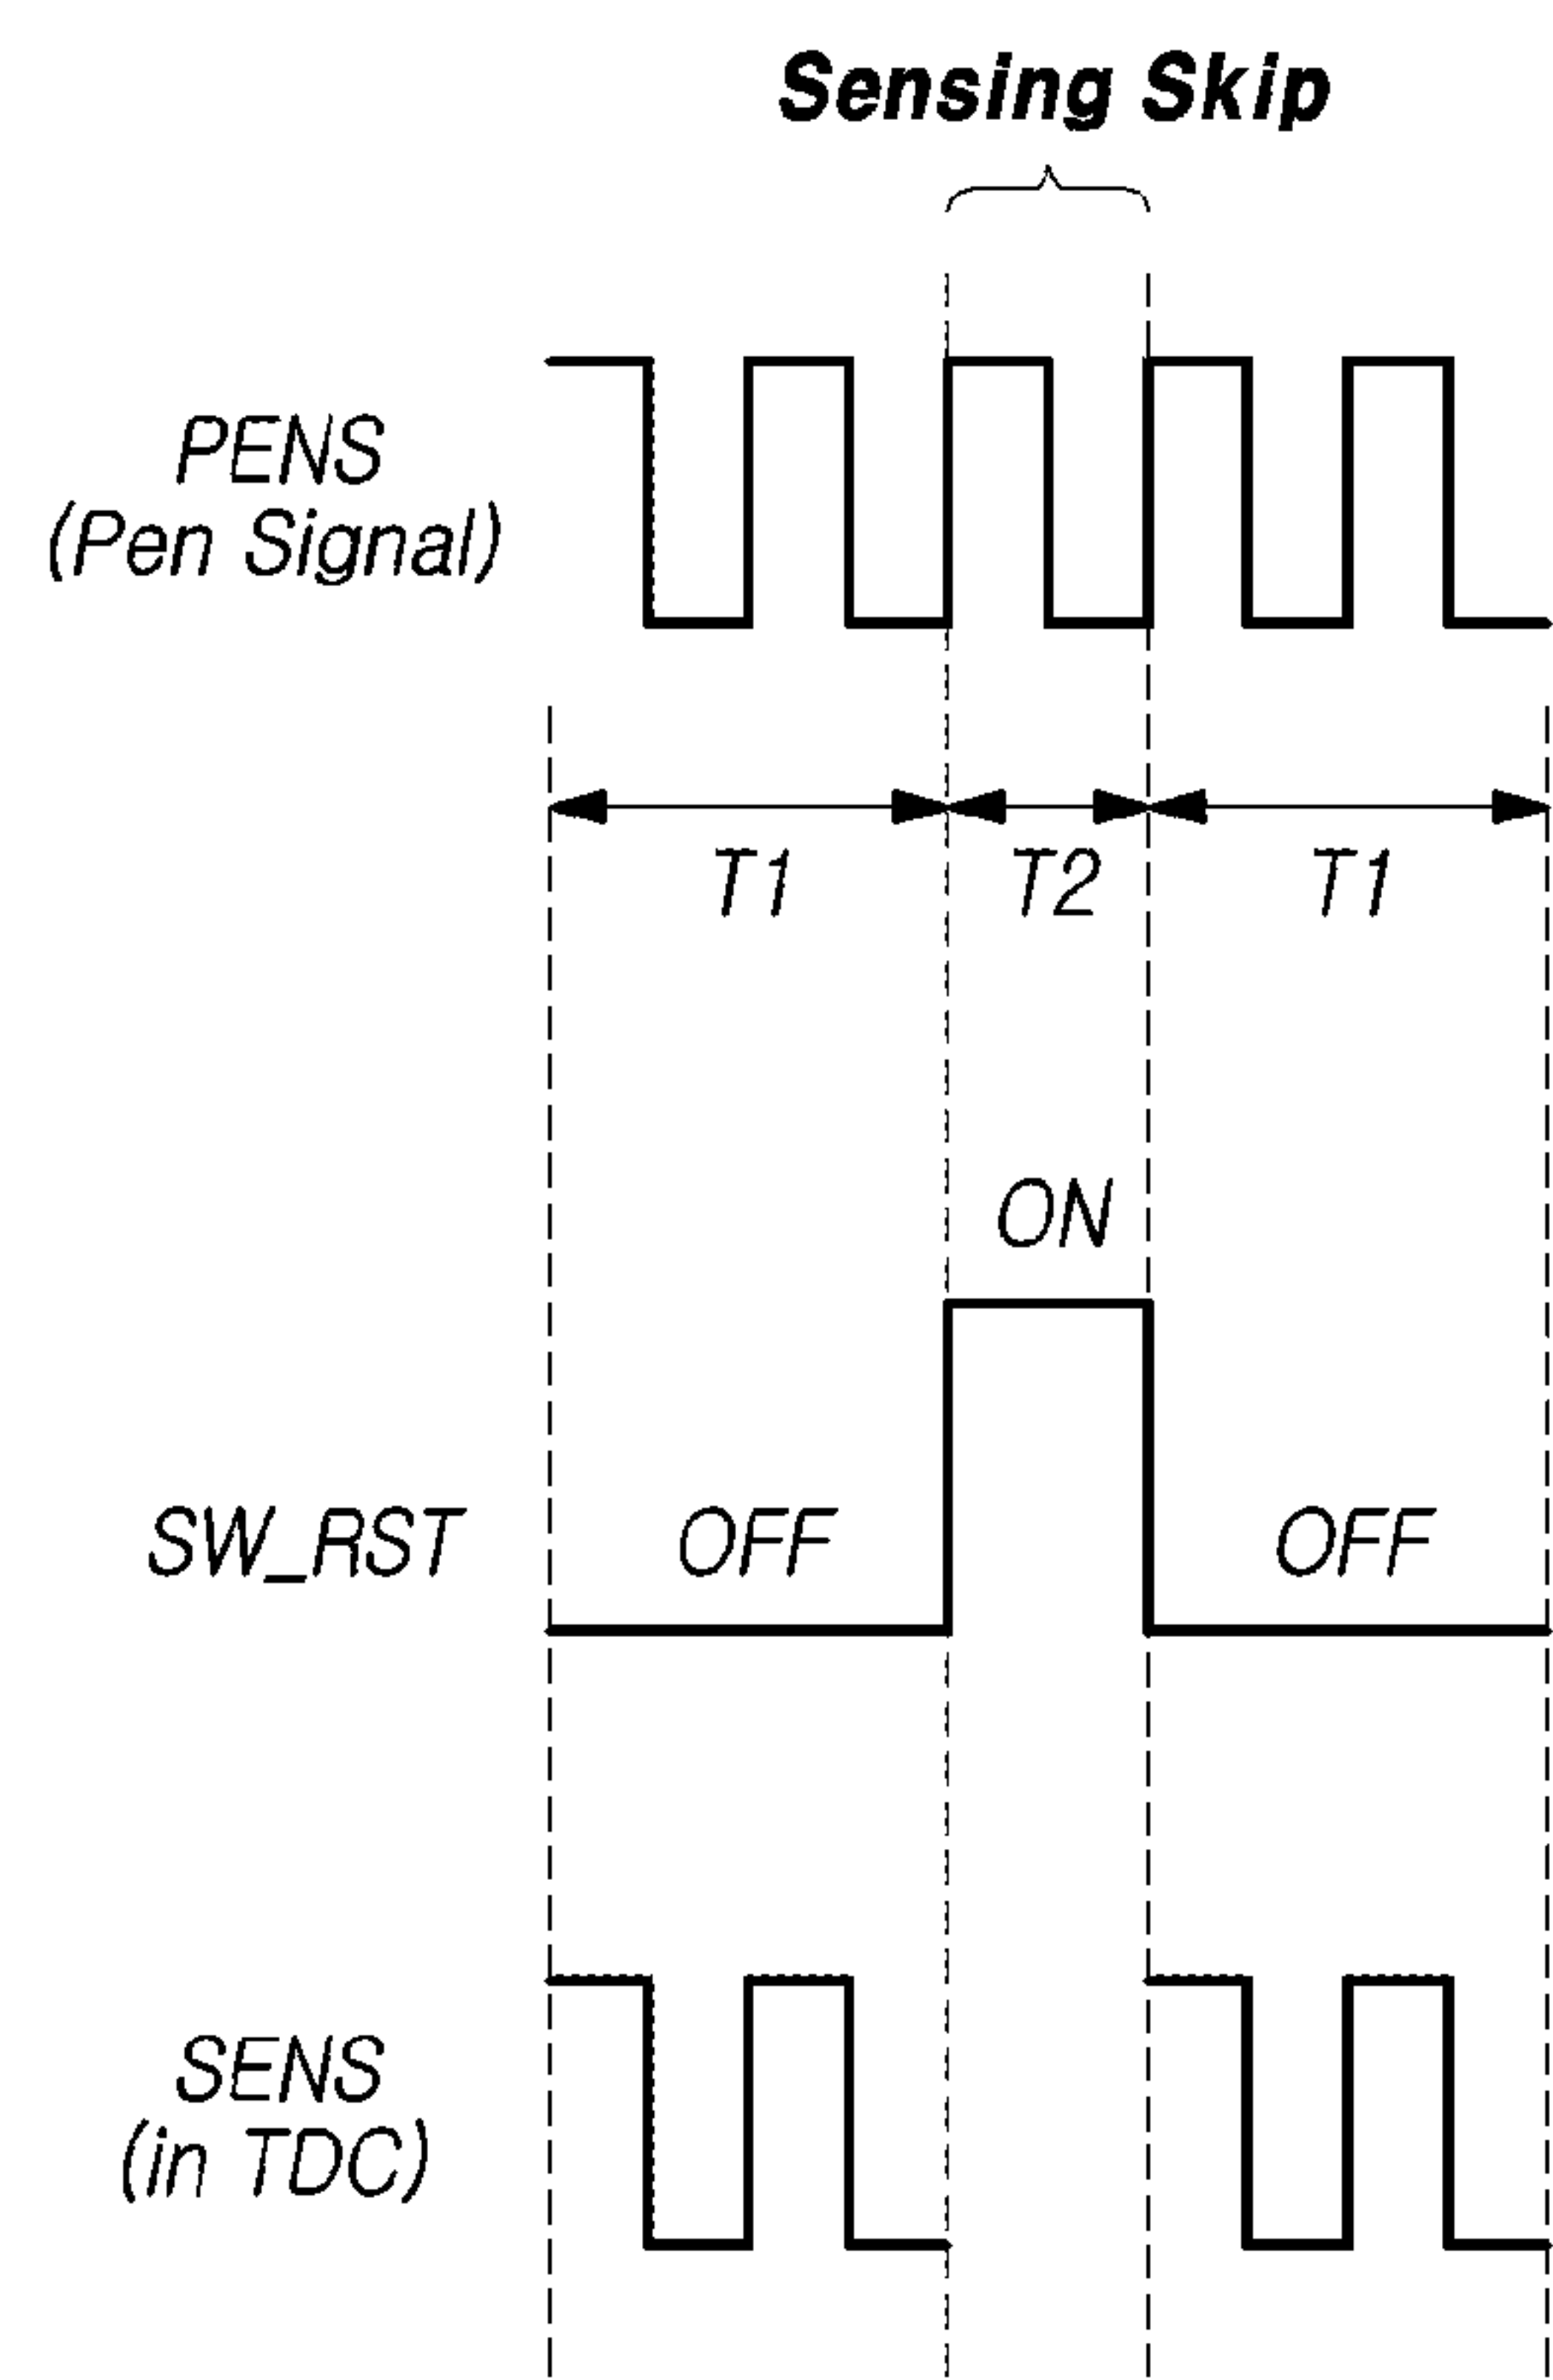 Sensing Skip
PENS
(Pen Signal)
T1 T2 T1
ON
SW_RST OFF OFF
SENS
(in TDC)